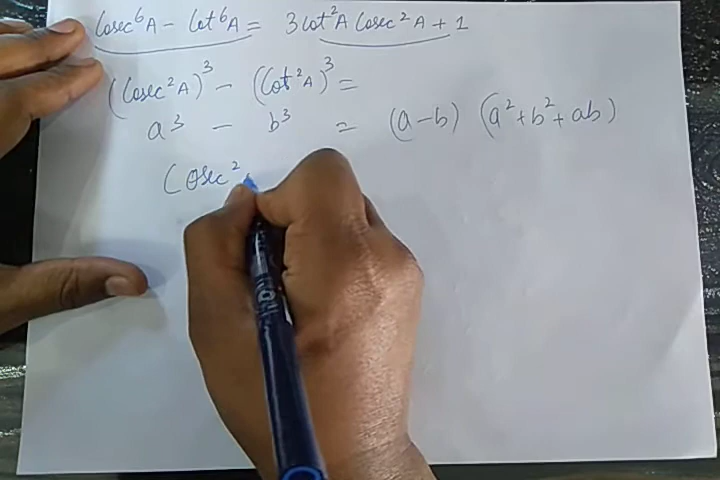 Cosec⁶A - Cot⁶A = 3Cot²A Cosec²A + 1
(Cosec²A)³ - (Cot²A)³ =
a³ - b³ = (a-b) (a²+b²+ab)
(Cosec²